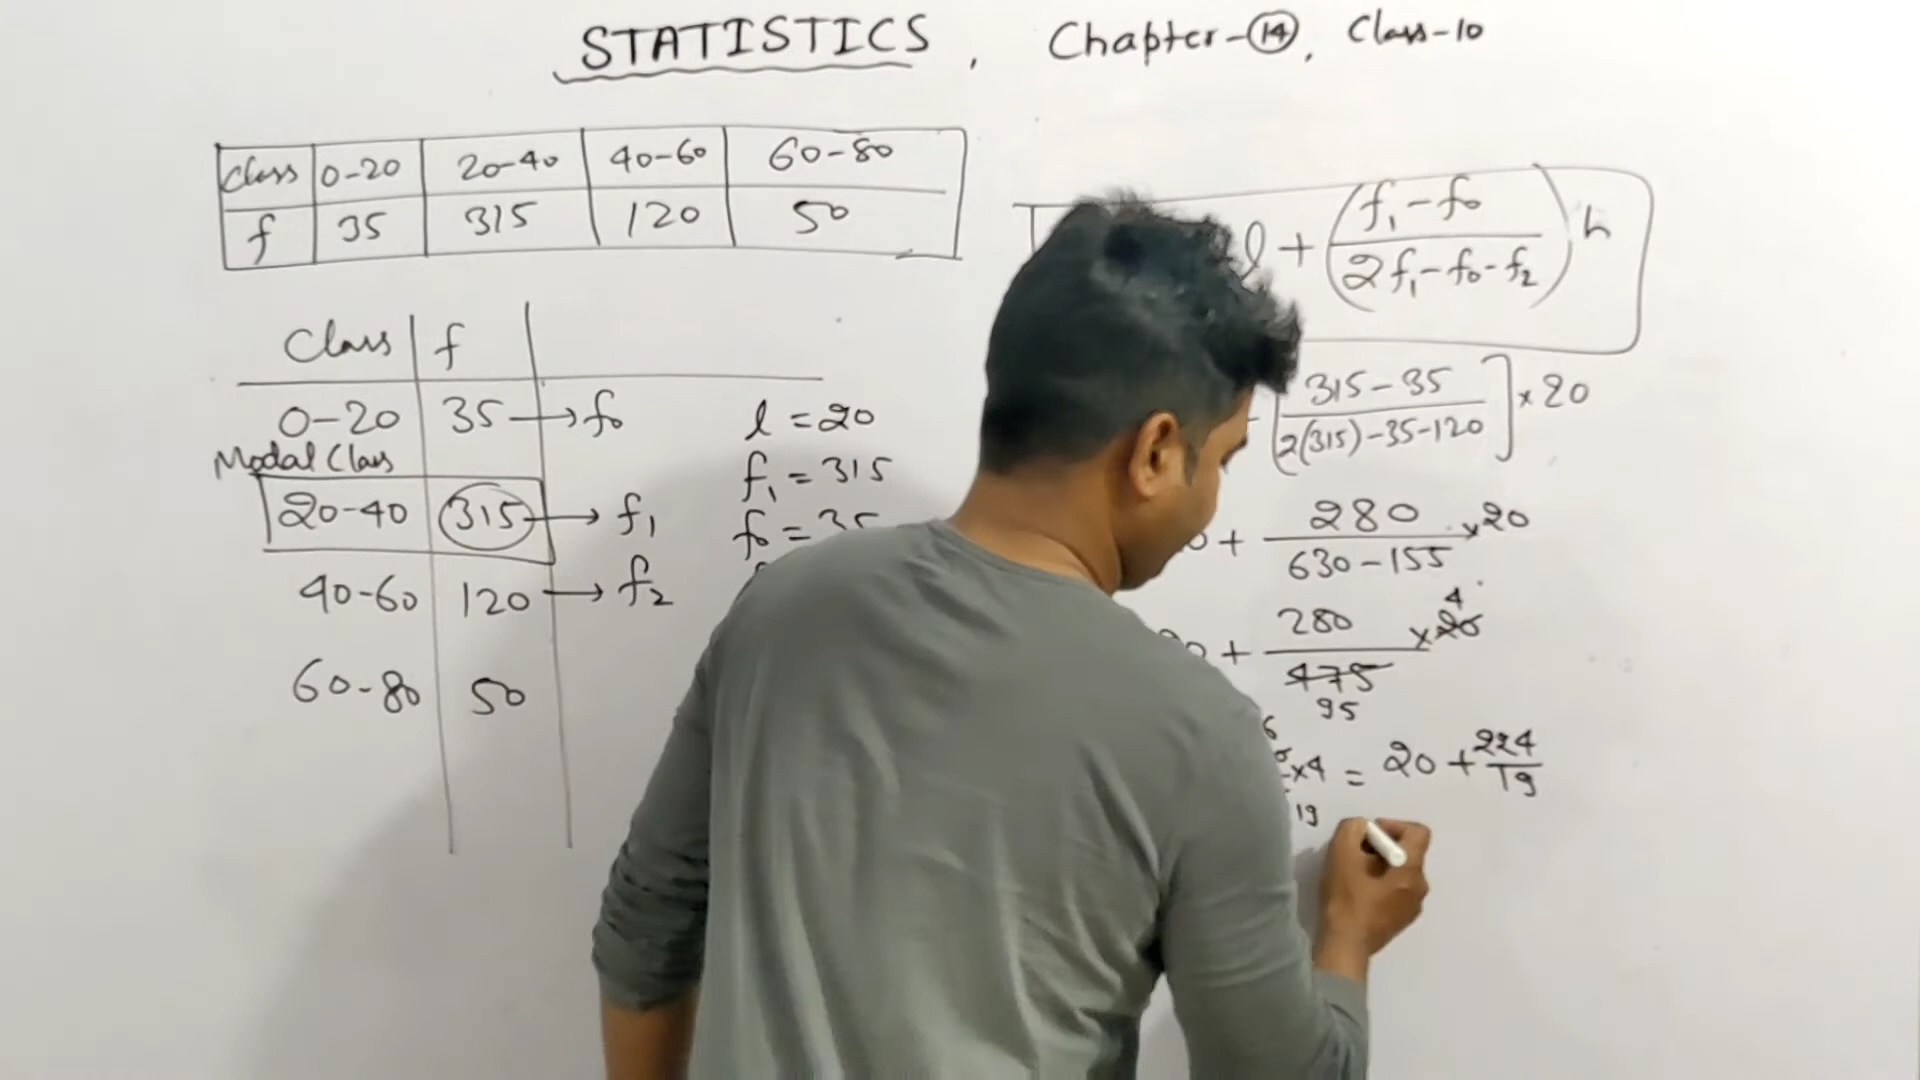 STATISTICS, Chapter-14, Class-10
Class 0-20 20-40 40-60 60-80
f 35 315 120 50
l + (f₁-f₀ / 2f₁-f₀-f₂) h
Class f
0-20 35 → f₀
Modal Class
20-40 315 → f₁
40-60 120 → f₂
60-80 50
l = 20
f₁ = 315
f₀ = 35
[315-35 / 2(315)-35-120] × 20
+ 280 / 630-155 × 20
+ 280 / 475 × 20
4
95
×4 = 20 + 224/19
19